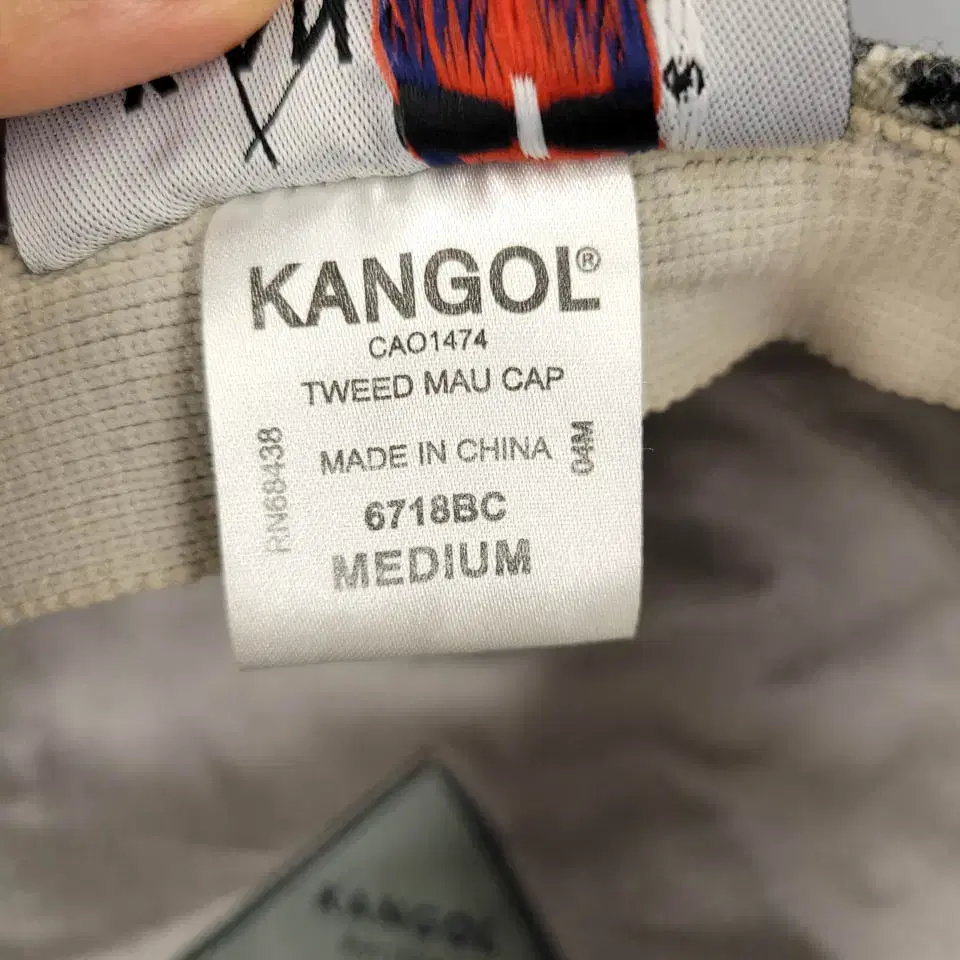 KANGOL®
CAO1474
TWEED MAU CAP
MADE IN CHINA
6718BC
MEDIUM
RN68438
04M
KANGOL